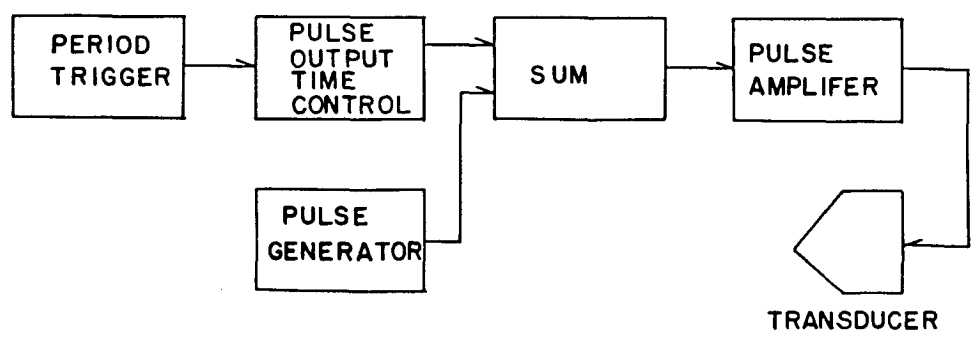 PERIOD
TRIGGER
PULSE
OUTPUT
TIME
CONTROL
SUM
PULSE
AMPLIFER
PULSE
GENERATOR
TRANSDUCER